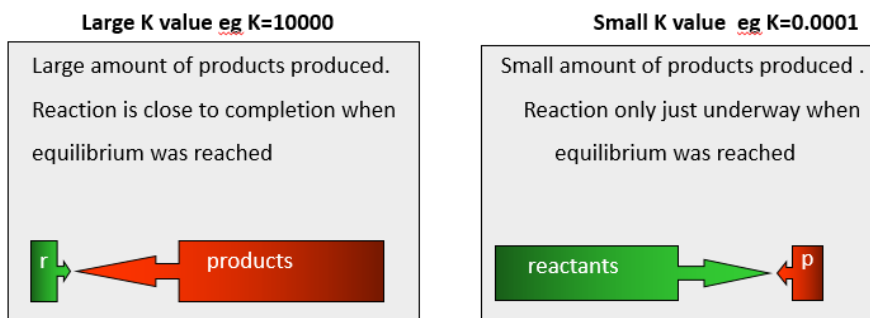 Large K value eg K=10000
Large amount of products produced.
Reaction is close to completion when
equilibrium was reached
r
products
Small K value eg K=0.0001
Small amount of products produced .
Reaction only just underway when
equilibrium was reached
reactants
p